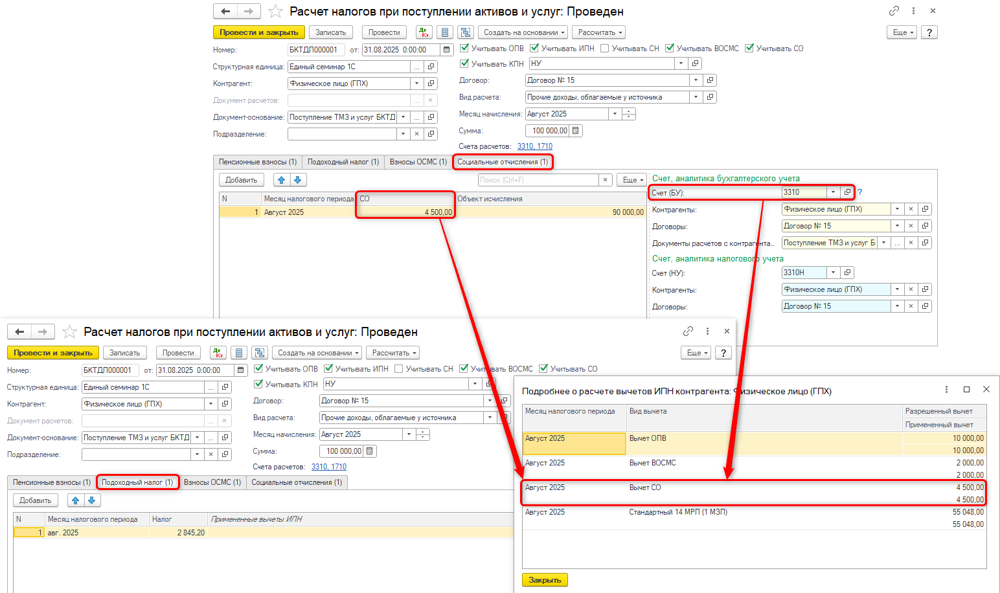 Расчет налогов при поступлении активов и услуг: Проведен
Провести и закрыть Записать Провести Дт Кт Создать на основании Рассчитать Еще ?
Номер: БКТДЛ000001 от: 31.08.2025 0:00:00 Учитывать ОПВ Учитывать ИПН Учитывать СН Учитывать ВОСМС Учитывать СО
Структурная единица: Единый семинар 1С ... Учитывать КПН НУ
Контрагент: Физическое лицо (ГПХ) Договор: Договор № 15
Документ расчетов: ... × Вид расчета: Прочие доходы, облагаемые у источника
Документ-основание: Поступление ТМЗ и услуг БКТД ... Месяц начисления: Август 2025
Подразделение: × Сумма: 100 000,00
Счета расчетов: 3310, 1710
Пенсионные взносы (1) Подоходный налог (1) Взносы ОСМС (1) Социальные отчисления (1)
Добавить Поиск (Ctrl+F) × Еще
N Месяц налогового периода СО Объект исчисления
1 Август 2025 4 500,00 90 000,00
Счет, аналитика бухгалтерского учета
Счет (БУ): 3310 ?
Контрагенты: Физическое лицо (ГПХ) ×
Договоры: Договор № 15 ×
Документы расчетов с контрагента... Поступление ТМЗ и услуг Б ... ×
Счет, аналитика налогового учета
Счет (НУ): 3310Н
Контрагенты: Физическое лицо (ГПХ) ×
Договоры: Договор № 15 ×
Расчет налогов при поступлении активов и услуг: Проведен
Провести и закрыть Записать Провести Дт Кт Создать на основании Рассчитать Еще ?
Номер: БКТДЛ000001 от: 31.08.2025 0:00:00 Учитывать ОПВ Учитывать ИПН Учитывать СН Учитывать ВОСМС Учитывать СО
Структурная единица: Единый семинар 1С ... Учитывать КПН НУ
Контрагент: Физическое лицо (ГПХ) Договор: Договор № 15
Документ расчетов: ... × Вид расчета: Прочие доходы, облагаемые у источника
Документ-основание: Поступление ТМЗ и услуг БКТД ... Месяц начисления: Август 2025
Подразделение: × Сумма: 100 000,00
Счета расчетов: 3310, 1710
Пенсионные взносы (1) Подоходный налог (1) Взносы ОСМС (1) Социальные отчисления (1)
Добавить
N Месяц налогового периода Налог Примененные вычеты ИПН
1 авг. 2025 2 845,20
Подробнее о расчете вычетов ИПН контрагента: Физическое лицо (ГПХ)
Месяц налогового периода Вид вычета Разрешенный вычет
Примененный вычет
Август 2025 Вычет ОПВ 10 000,00
10 000,00
Август 2025 Вычет ВОСМС 2 000,00
2 000,00
Август 2025 Вычет СО 4 500,00
4 500,00
Август 2025 Стандартный 14 МРП (1 МЗП) 55 048,00
55 048,00
Закрыть